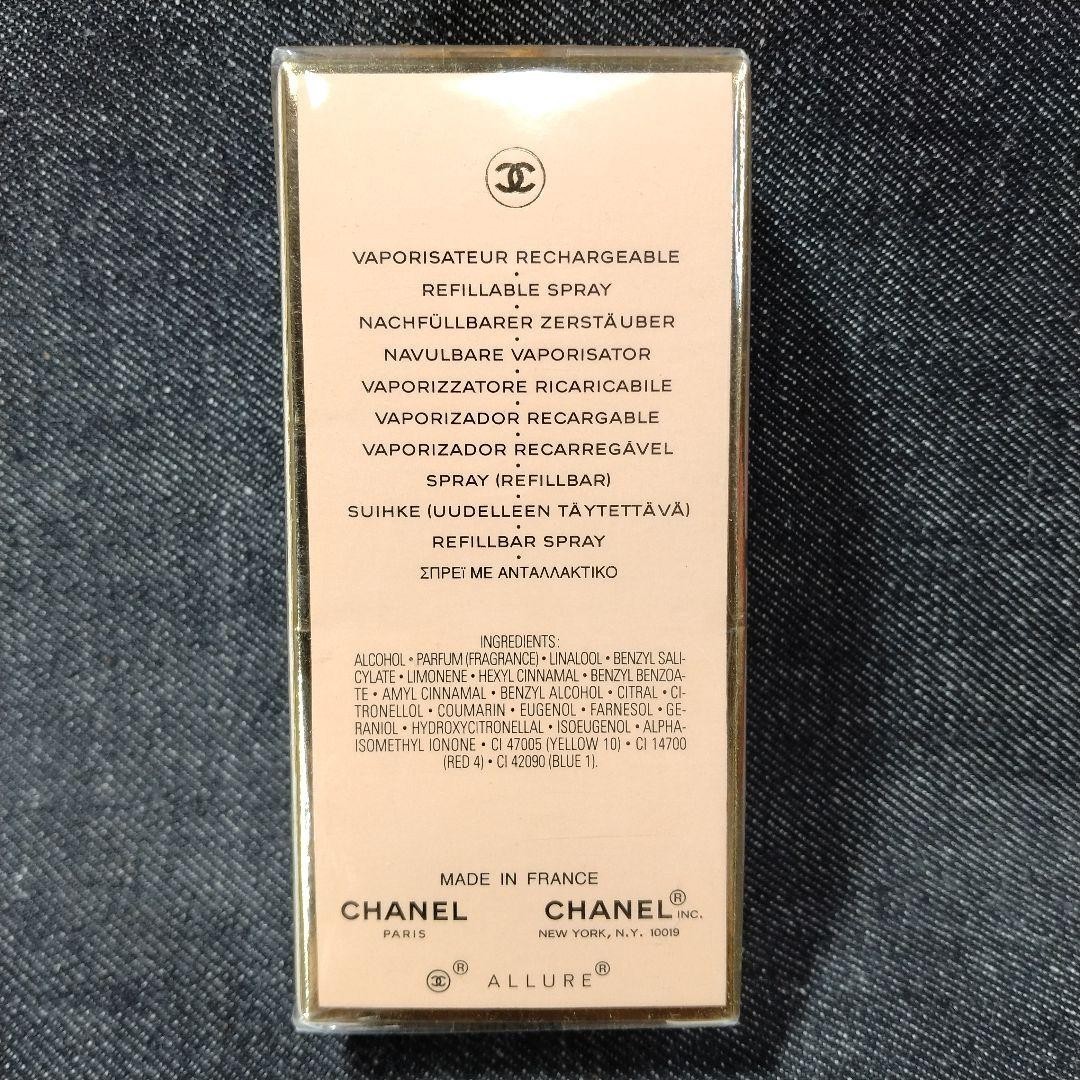 VAPORISATEUR RECHARGEABLE
•
REFILLABLE SPRAY
•
NACHFÜLLBARER ZERSTÄUBER
•
NAVULBARE VAPORISATOR
•
VAPORIZZATORE RICARICABILE
•
VAPORIZADOR RECARGABLE
•
VAPORIZADOR RECARREGÁVEL
•
SPRAY (REFILLBAR)
•
SUIHKE (UUDELLEEN TÄYTETTÄVÄ)
•
REFILLBAR SPRAY
•
ΣΠΡΕϊ ΜΕ ΑΝΤΑΛΛΑΚΤΙΚΟ
INGREDIENTS:
ALCOHOL • PARFUM (FRAGRANCE) • LINALOOL • BENZYL SALI-
CYLATE • LIMONENE • HEXYL CINNAMAL • BENZYL BENZOA-
TE • AMYL CINNAMAL • BENZYL ALCOHOL • CITRAL • CI-
TRONELLOL • COUMARIN • EUGENOL • FARNESOL • GE-
RANIOL • HYDROXYCITRONELLAL • ISOEUGENOL • ALPHA-
ISOMETHYL IONONE • CI 47005 (YELLOW 10) • CI 14700
(RED 4) • CI 42090 (BLUE 1).
MADE IN FRANCE
CHANEL CHANEL® INC.
PARIS NEW YORK, N.Y. 10019
® ALLURE®